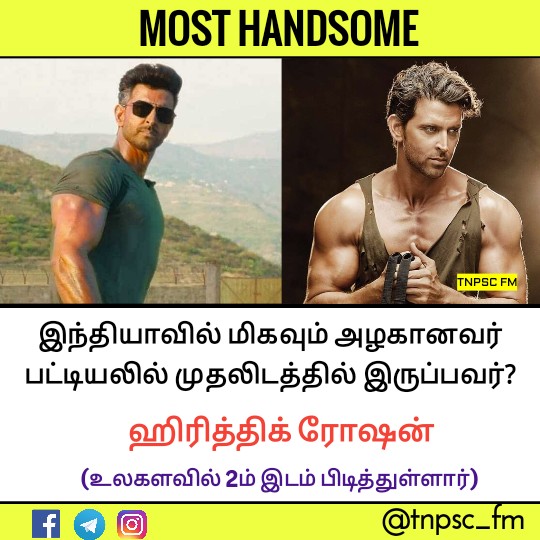 MOST HANDSOME
TNPSC FM
இந்தியாவில் மிகவும் அழகானவர்
பட்டியலில் முதலிடத்தில் இருப்பவர்?
ஹிரித்திக் ரோஷன்
(உலகளவில் 2ம் இடம் பிடித்துள்ளார்)
@tnpsc_fm